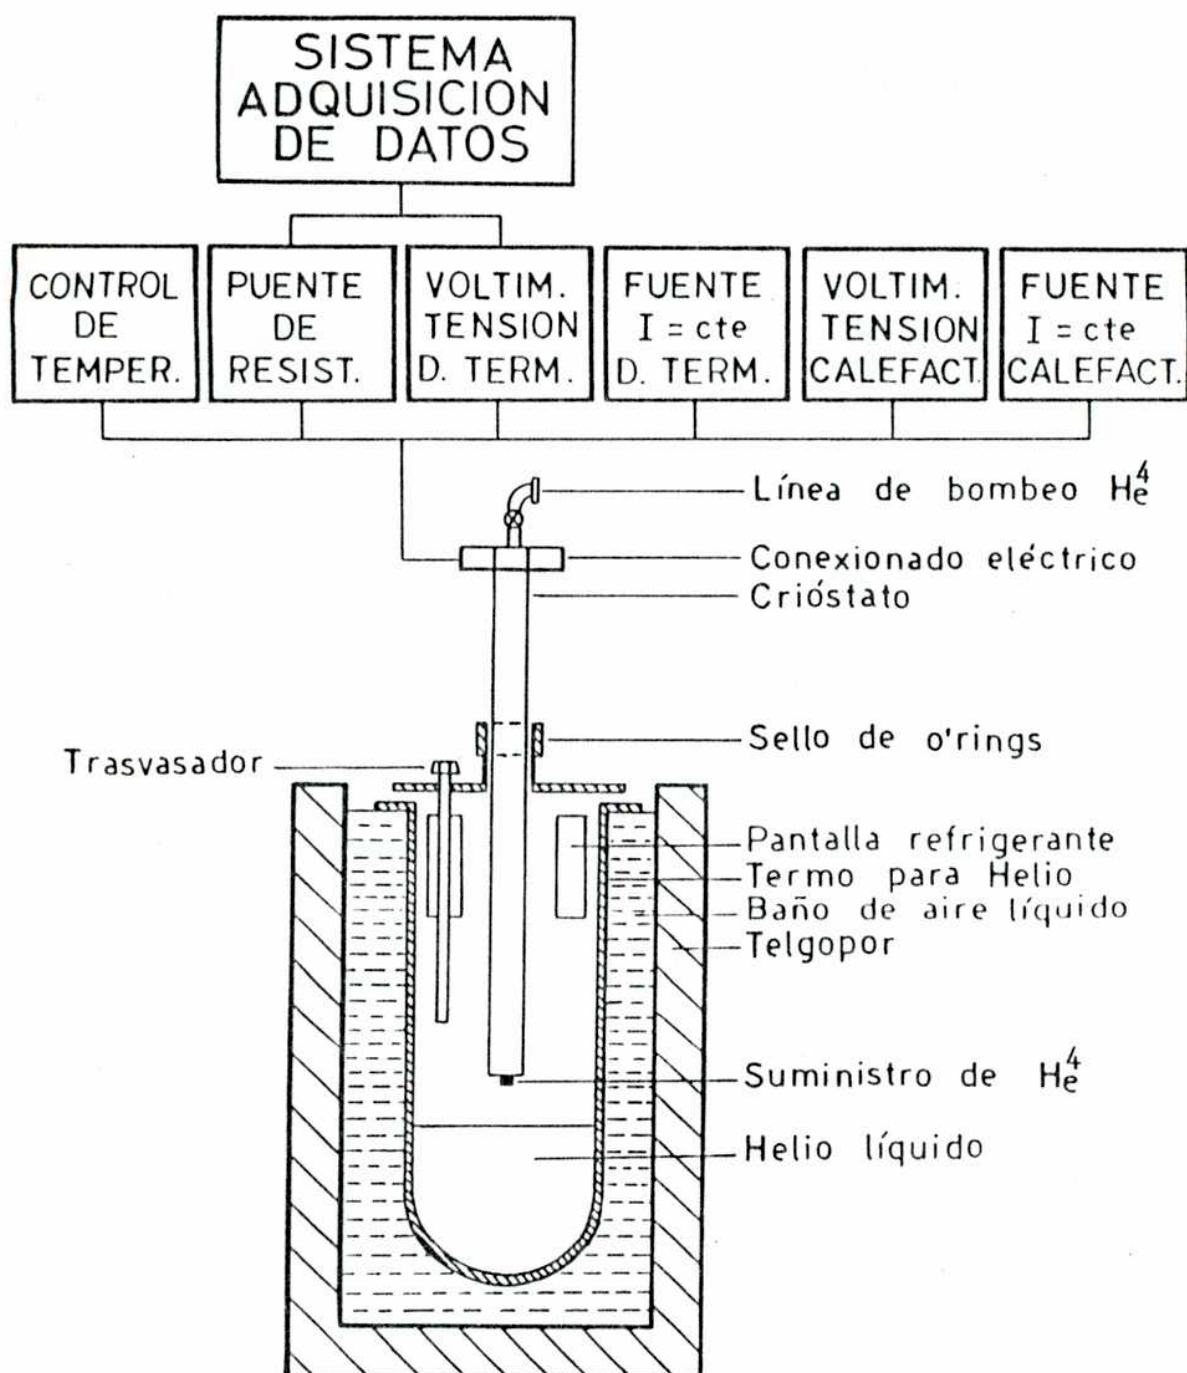 SISTEMA
ADQUISICION
DE DATOS
CONTROL
DE
TEMPER.
PUENTE
DE
RESIST.
VOLTIM.
TENSION
D. TERM.
FUENTE
I = cte
D. TERM.
VOLTIM.
TENSION
CALEFACT.
FUENTE
I = cte
CALEFACT.
Línea de bombeo He⁴
Conexionado eléctrico
Crióstato
Sello de o'rings
Trasvasador
Pantalla refrigerante
Termo para Helio
Baño de aire líquido
Telgopor
Suministro de He⁴
Helio líquido